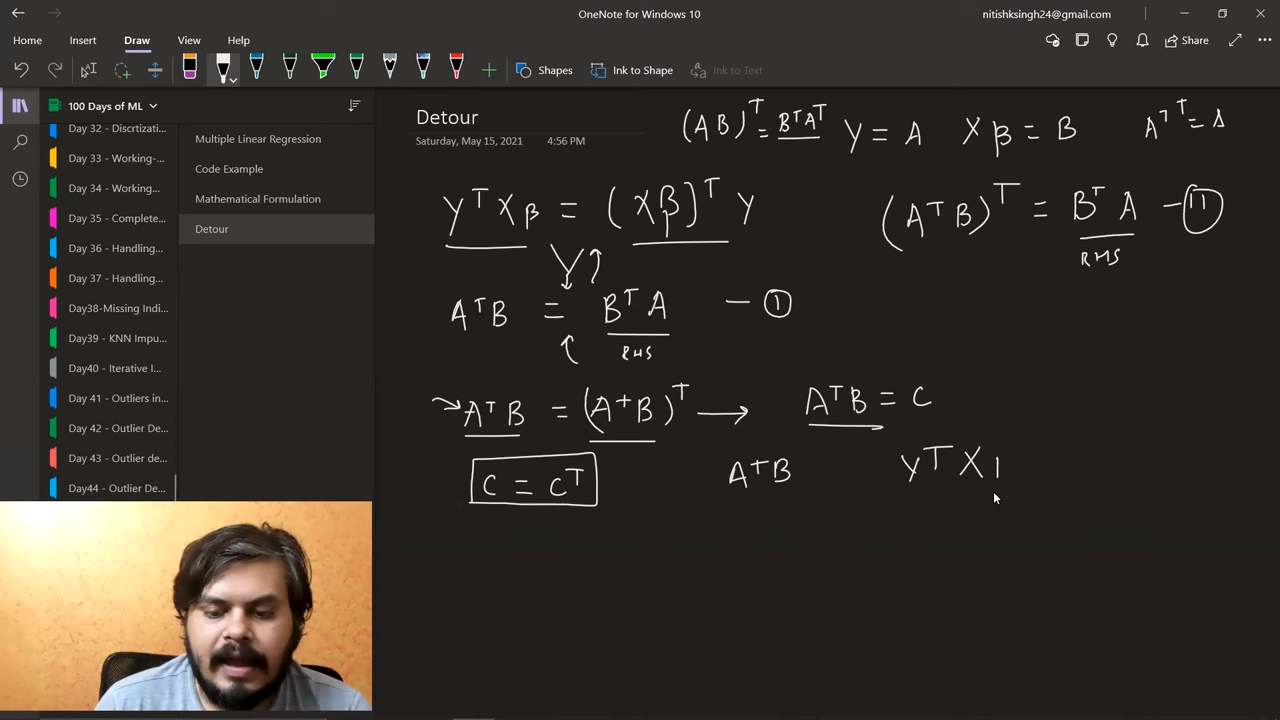 OneNote for Windows 10
nitishksingh24@gmail.com
Home Insert Draw View Help
Share
Shapes Ink to Shape Ink to Text
100 Days of ML
Day 32 - Discrtizati...
Day 33 - Working-...
Day 34 - Working...
Day 35 - Complete...
Day 36 - Handling...
Day 37 - Handling...
Day38-Missing Indi...
Day39 - KNN Impu...
Day40 - Iterative I...
Day 41 - Outliers in...
Day 42 - Outlier De...
Day 43 - Outlier de...
Day44 - Outlier De...
Multiple Linear Regression
Code Example
Mathematical Formulation
Detour
Detour
Saturday, May 15, 2021 4:56 PM
(AB)ᵀ = BᵀAᵀ Y = A Xβ = B Aᵀᵀ = A
YᵀXβ = (Xβ)ᵀY
(AᵀB)ᵀ = BᵀA – ⑪
RHS
AᵀB = BᵀA – ①
RHS
AᵀB = (AᵀB)ᵀ → AᵀB = C
C = Cᵀ AᵀB YᵀX